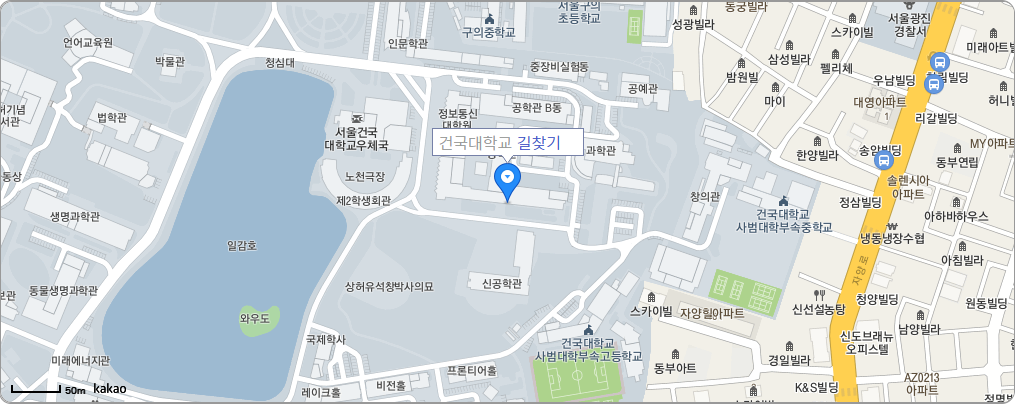 서울구의
초등학교
동궁빌라
언어교육원
인문학관
구의중학교
성광빌라
서울광진
경찰서
스카이빌
미래아트빌
박물관
청심대
중장비실험동
삼성빌라
밤원빌
펠리체
우남빌딩
공예관
마이
대영아파트
1
허니빌
법학관
정보통신
대학원
공학관 B동
리갈빌딩
서울건국
대학교우체국
건국대학교 길찾기
과학관
한양빌라
송암빌딩
동부연립
MY아파트
노천극장
솔렌시아
아파트
생명과학관
제2학생회관
창의관
건국대학교
사범대학부속중학교
정삼빌딩
아하바하우스
일감호
냉동냉장수협
아침빌라
자양로
동물생명과학관
상허유석창박사의묘
신공학관
스카이빌
자양힐아파트
신선설농탕
청양빌딩
원동빌라
와우도
남양빌라
국제학사
건국대학교
사범대학부속고등학교
신도브래뉴
오피스텔
미래에너지관
프론티어홀
동부아트
경일빌라
비전홀
레이크홀
K&S빌딩
AZ0213
아파트
정명빌
50m
kakao